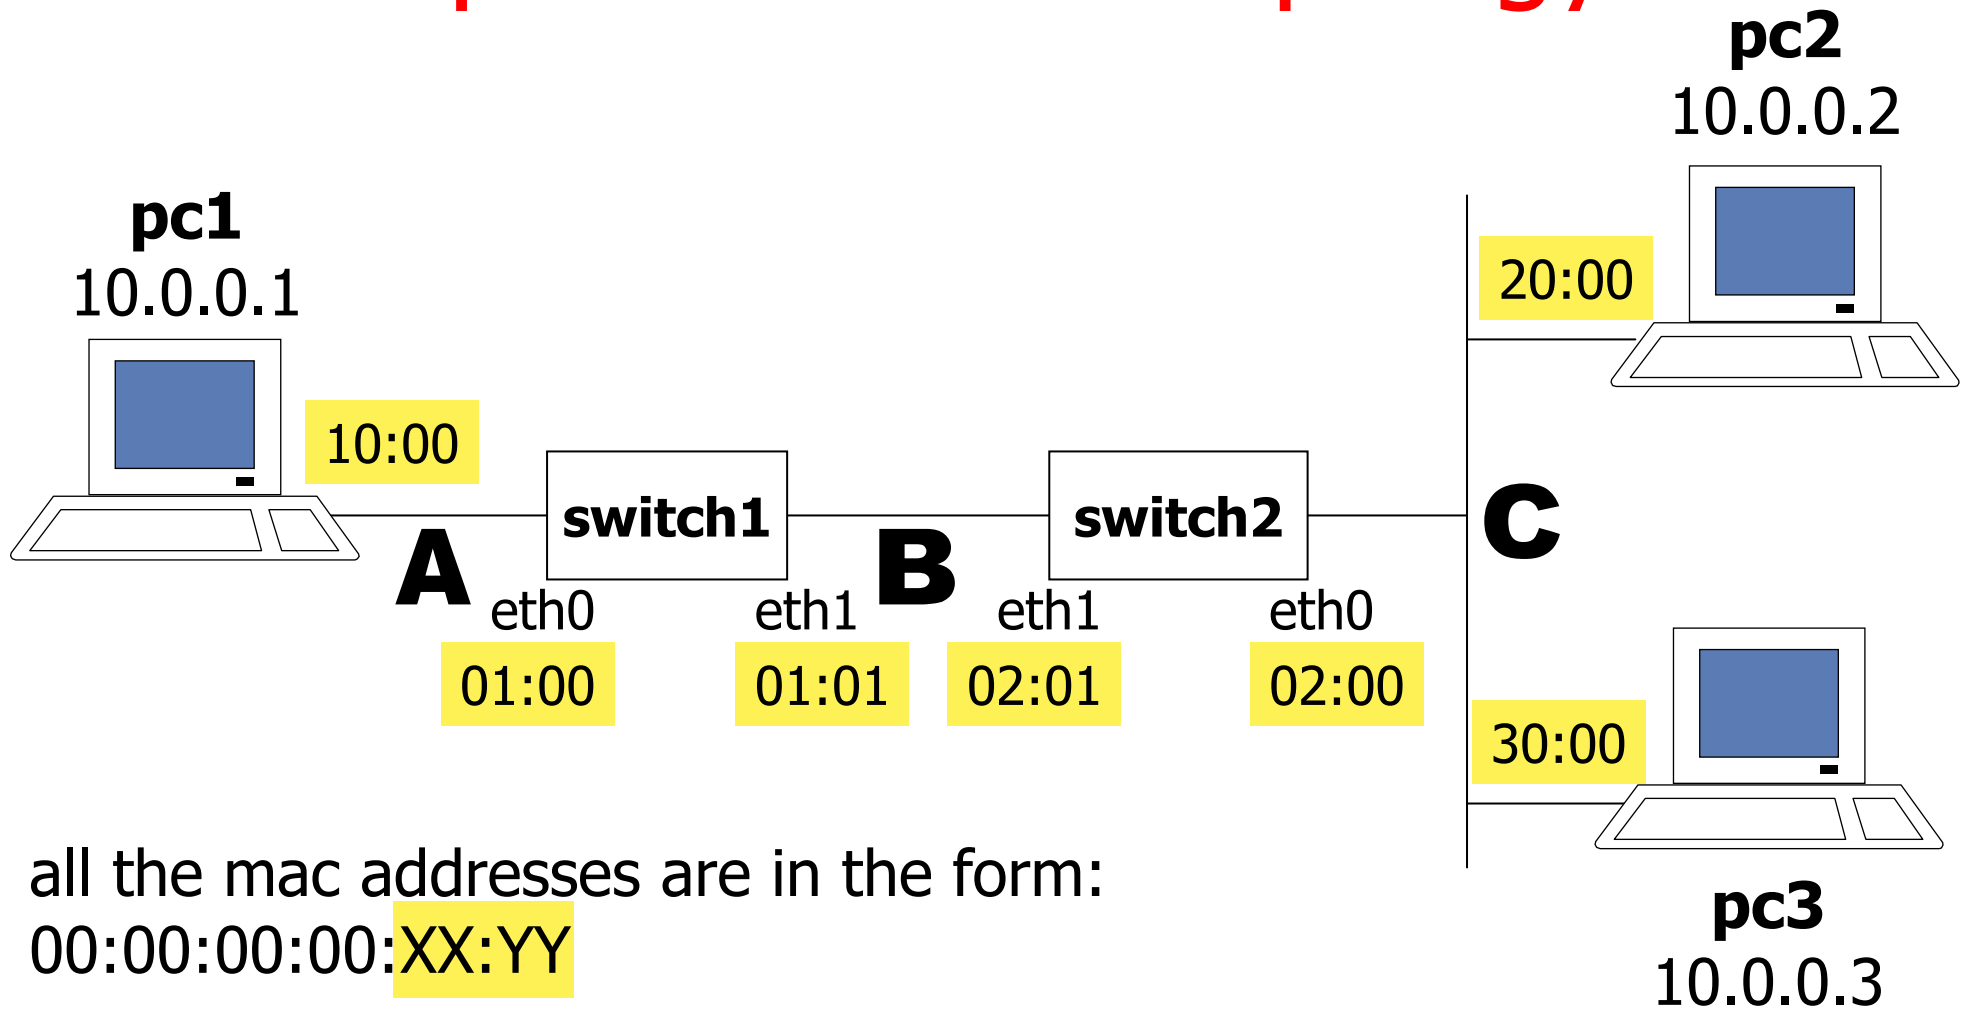 pc2
10.0.0.2
pc1
10.0.0.1
20:00
10:00
switch1
switch2
A
B
C
eth0
eth1
eth1
eth0
01:00
01:01
02:01
02:00
30:00
all the mac addresses are in the form:
00:00:00:00:XX:YY
pc3
10.0.0.3